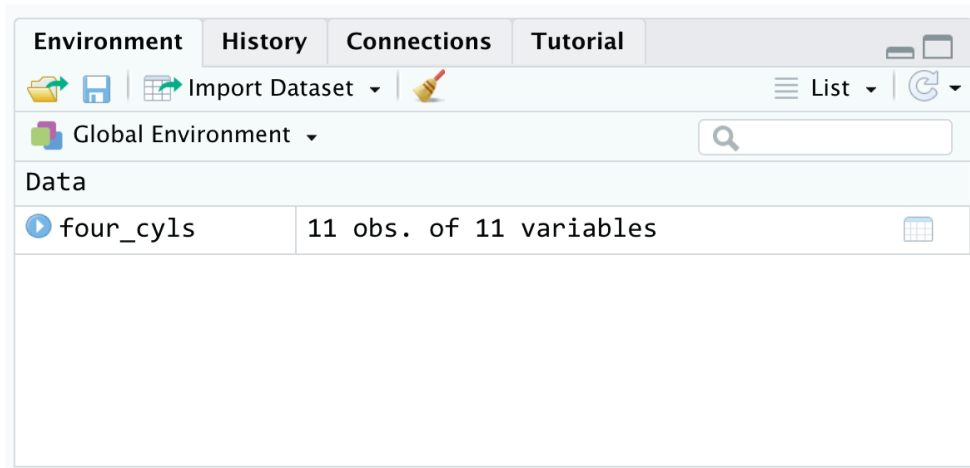 Environment History Connections Tutorial
Import Dataset List
Global Environment
Data
four_cyls 11 obs. of 11 variables